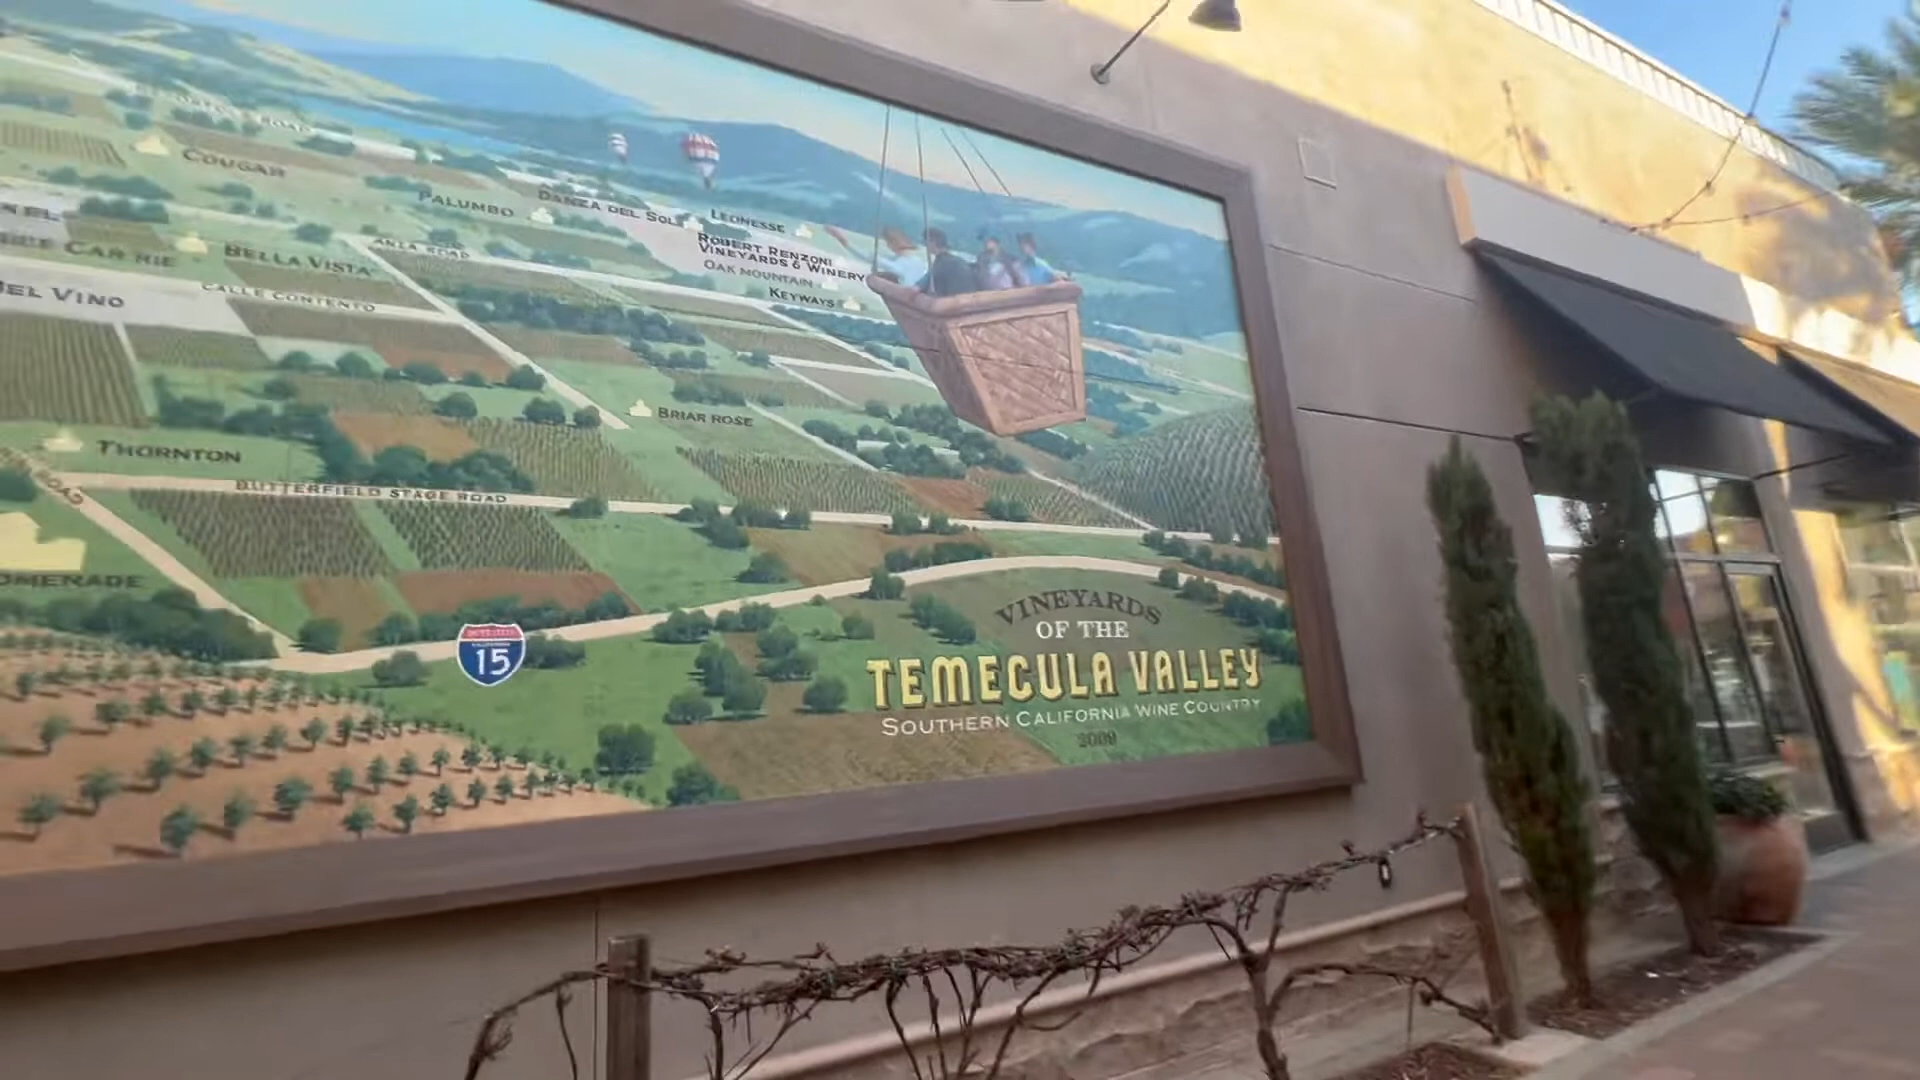 COUGAR
PALUMBO
DANZA DEL SOL
LEONESSE
ROBERT RENZONI
VINEYARDS & WINERY
OAK MOUNTAIN
KEYWAYS
BELLA VISTA
CALLE CONTENTO
DEL VINO
BRIAR ROSE
THORNTON
BUTTERFIELD STAGE ROAD
ROAD
15
VINEYARDS
OF THE
TEMECULA VALLEY
SOUTHERN CALIFORNIA WINE COUNTRY
2009